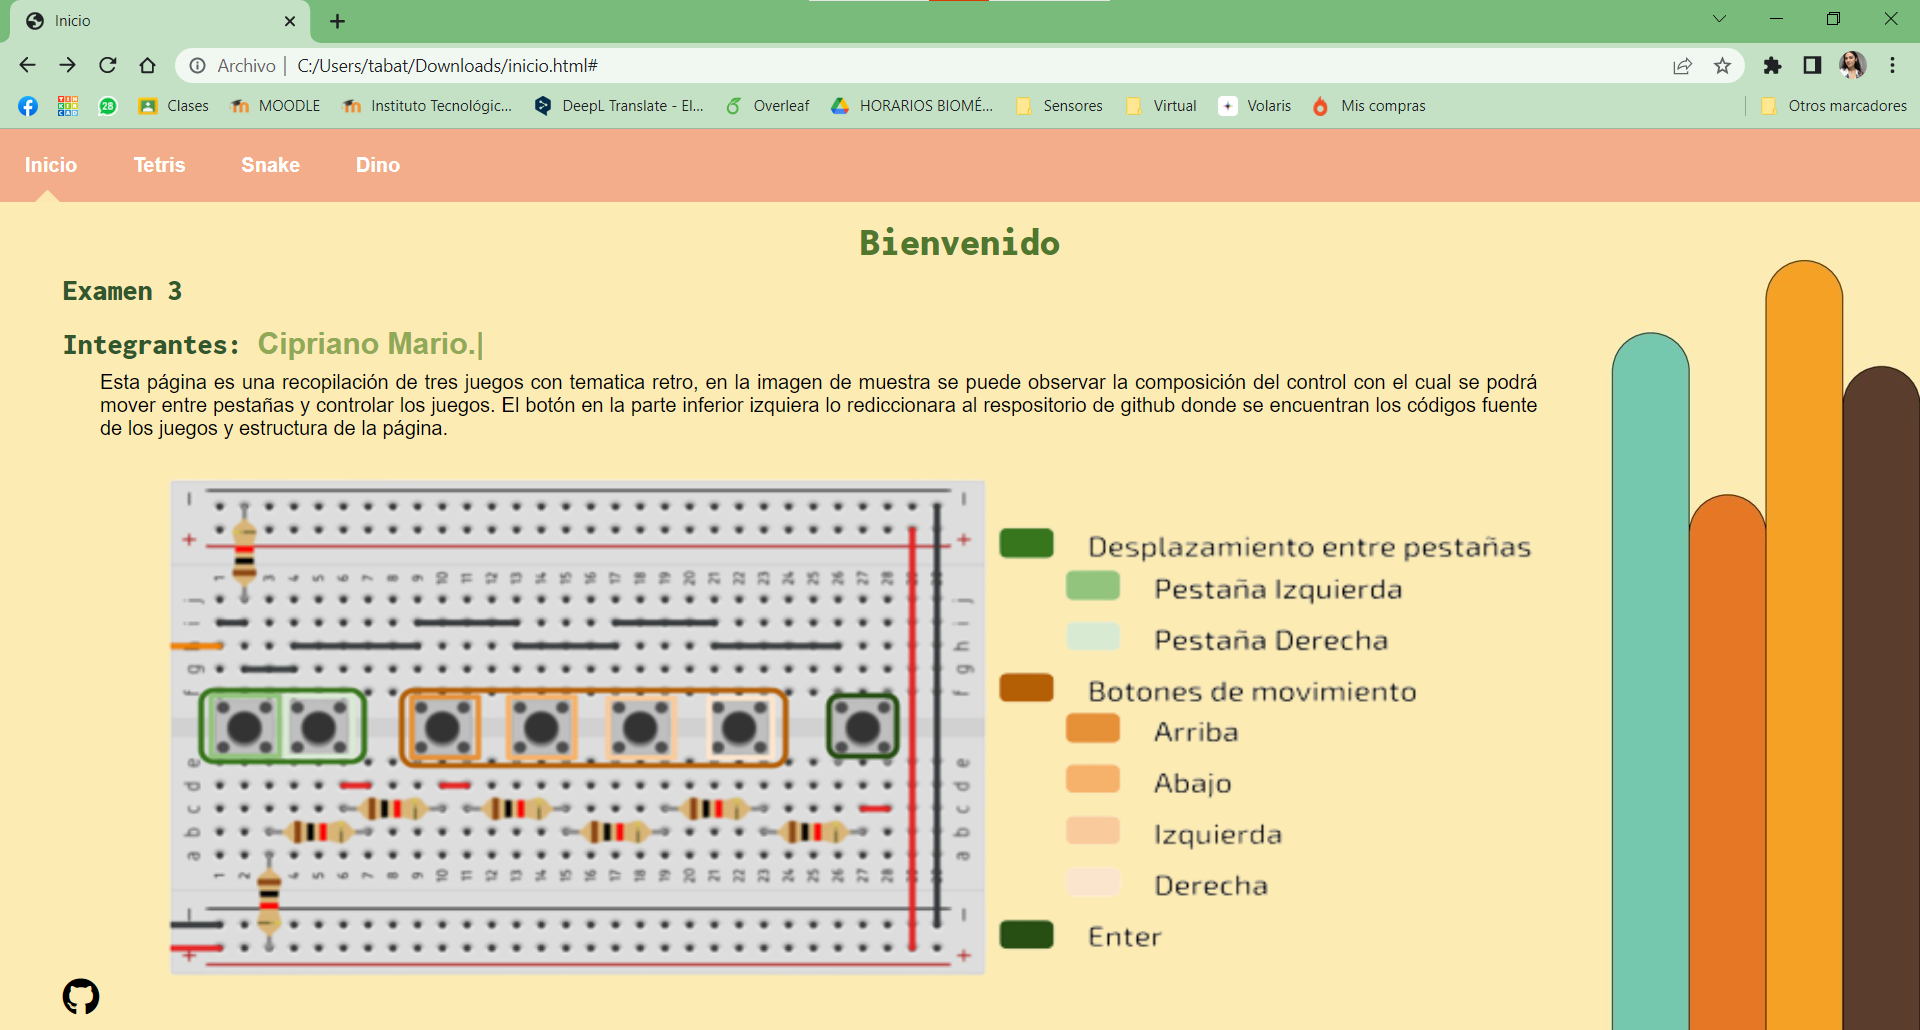 Inicio
Archivo | C:/Users/tabat/Downloads/inicio.html#
28 Clases MOODLE Instituto Tecnológic... DeepL Translate - El... Overleaf HORARIOS BIOMÉ... Sensores Virtual Volaris Mis compras Otros marcadores
Inicio Tetris Snake Dino
Bienvenido
Examen 3
Integrantes: Cipriano Mario.|
Esta página es una recopilación de tres juegos con tematica retro, en la imagen de muestra se puede observar la composición del control con el cual se podrá
mover entre pestañas y controlar los juegos. El botón en la parte inferior izquiera lo rediccionara al respositorio de github donde se encuentran los códigos fuente
de los juegos y estructura de la página.
Desplazamiento entre pestañas
Pestaña Izquierda
Pestaña Derecha
Botones de movimiento
Arriba
Abajo
Izquierda
Derecha
Enter